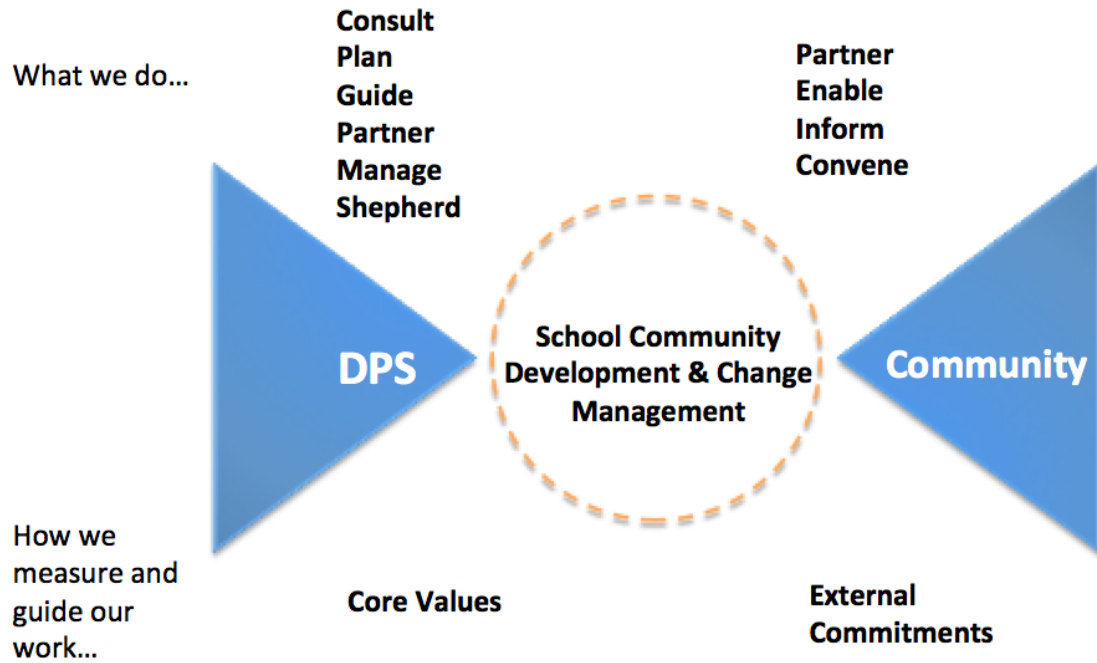 What we do…
Consult
Plan
Guide
Partner
Manage
Shepherd
Partner
Enable
Inform
Convene
DPS
School Community
Development & Change
Management
Community
How we
measure and
guide our
work…
Core Values
External
Commitments